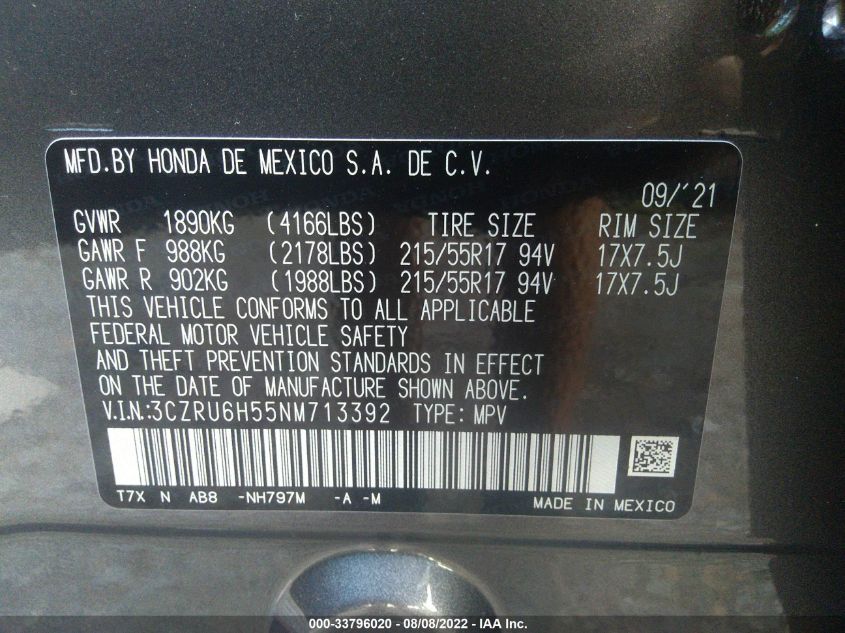 MFD.BY HONDA DE MEXICO S.A. DE C.V.
09/'21
GVWR 1890KG (4166LBS) TIRE SIZE RIM SIZE
GAWR F 988KG (2178LBS) 215/55R17 94V 17X7.5J
GAWR R 902KG (1988LBS) 215/55R17 94V 17X7.5J
THIS VEHICLE CONFORMS TO ALL APPLICABLE
FEDERAL MOTOR VEHICLE SAFETY
AND THEFT PREVENTION STANDARDS IN EFFECT
ON THE DATE OF MANUFACTURE SHOWN ABOVE.
V.I.N.:3CZRU6H55NM713392 TYPE: MPV
T7X N AB8 -NH797M -A -M MADE IN MEXICO
000-33796020 - 08/08/2022 - IAA Inc.